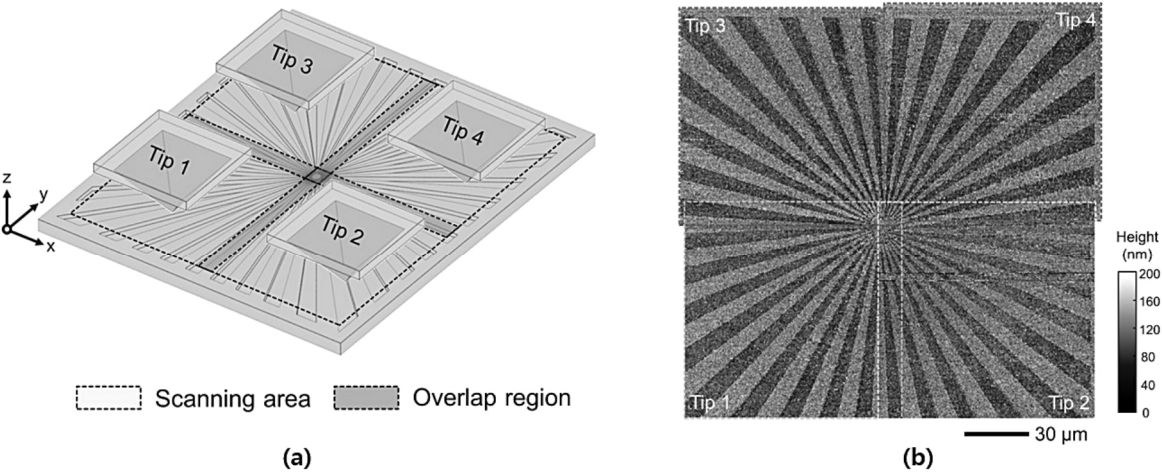 Tip 3
Tip 4
Tip 1
Tip 2
z
y
x
Scanning area
Overlap region
(a)
Tip 3
Tip 4
Tip 1
Tip 2
Height
(nm)
200
160
120
80
40
0
30 µm
(b)